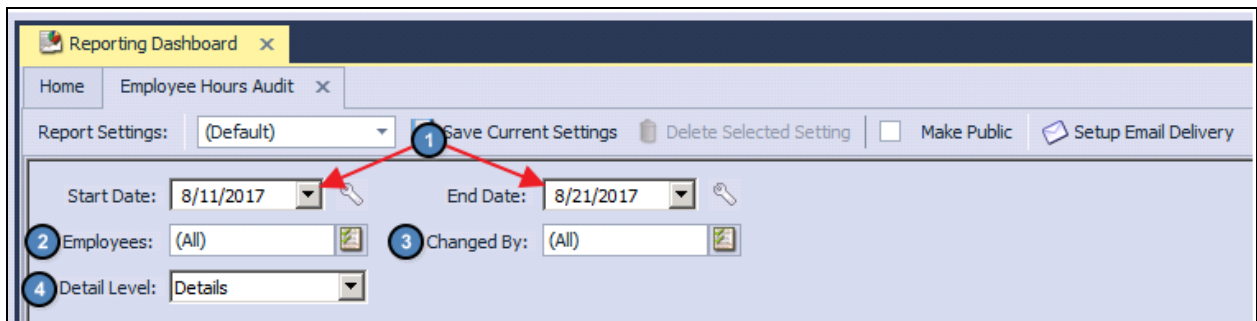 Reporting Dashboard
Home Employee Hours Audit
Report Settings: (Default) 1 Save Current Settings Delete Selected Setting Make Public Setup Email Delivery
Start Date: 8/11/2017 End Date: 8/21/2017
2 Employees: (All) 3 Changed By: (All)
4 Detail Level: Details